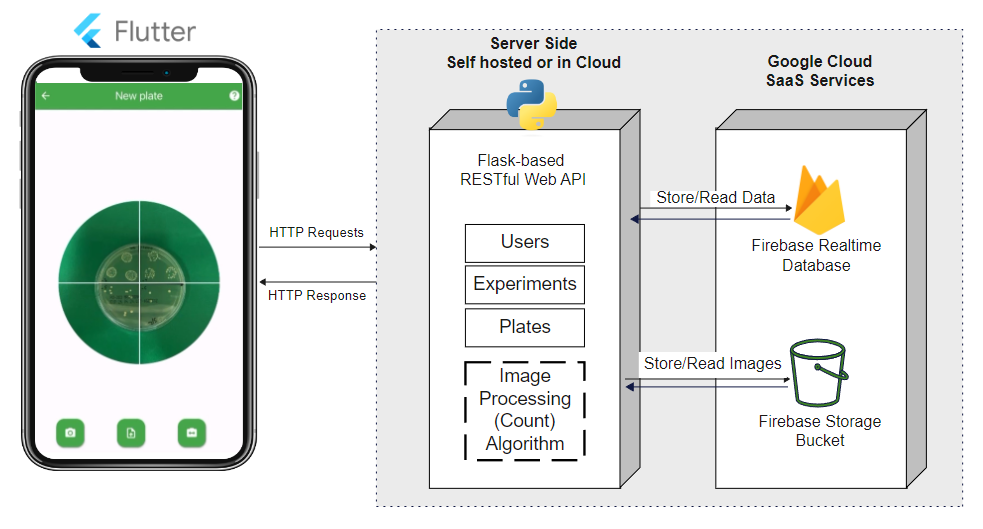 Flutter
New plate
?
HTTP Requests
HTTP Response
Server Side
Self hosted or in Cloud
Flask-based
RESTful Web API
Users
Experiments
Plates
Image
Processing
(Count)
Algorithm
Google Cloud
SaaS Services
Store/Read Data
Firebase Realtime
Database
Store/Read Images
Firebase Storage
Bucket